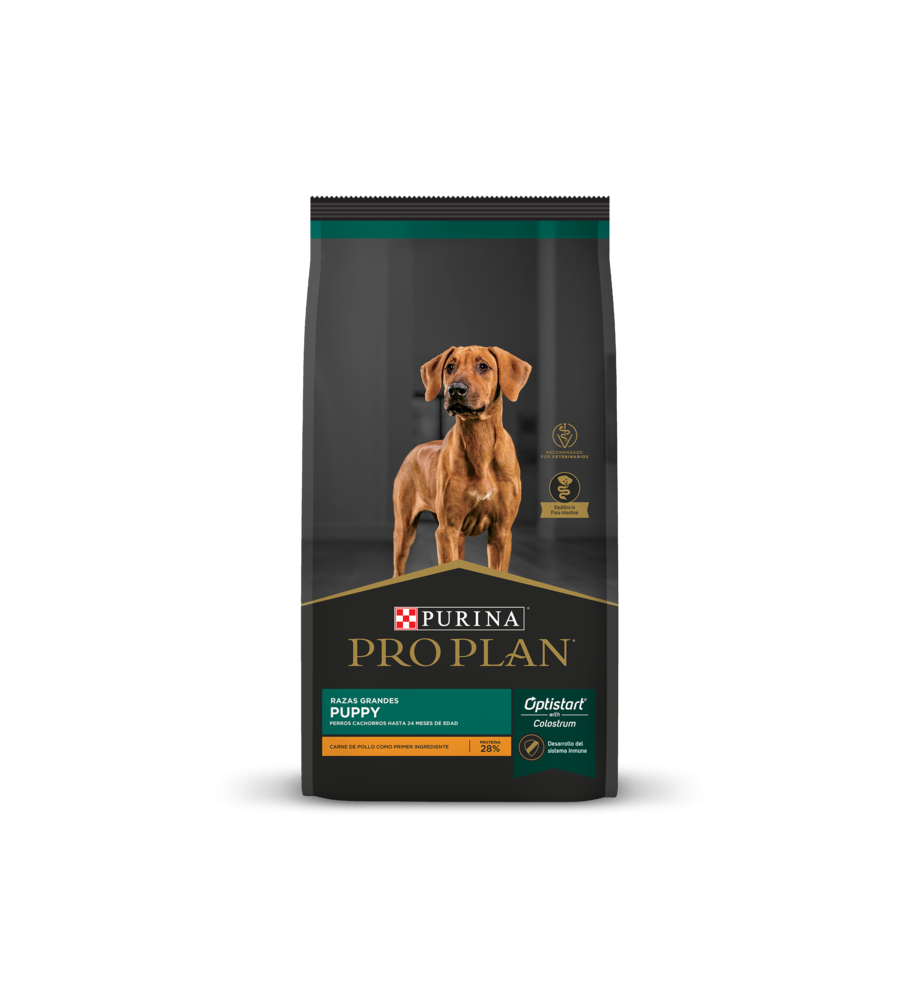 RECOMENDADO
POR VETERINARIOS
Equilibra la
Flora Intestinal
PURINA®
PRO PLAN®
RAZAS GRANDES
PUPPY
PERROS CACHORROS HASTA 24 MESES DE EDAD
CARNE DE POLLO COMO PRIMER INGREDIENTE
PROTEINA
28%
Optistart®
with
Colostrum
Desarrollo del
sistema inmune